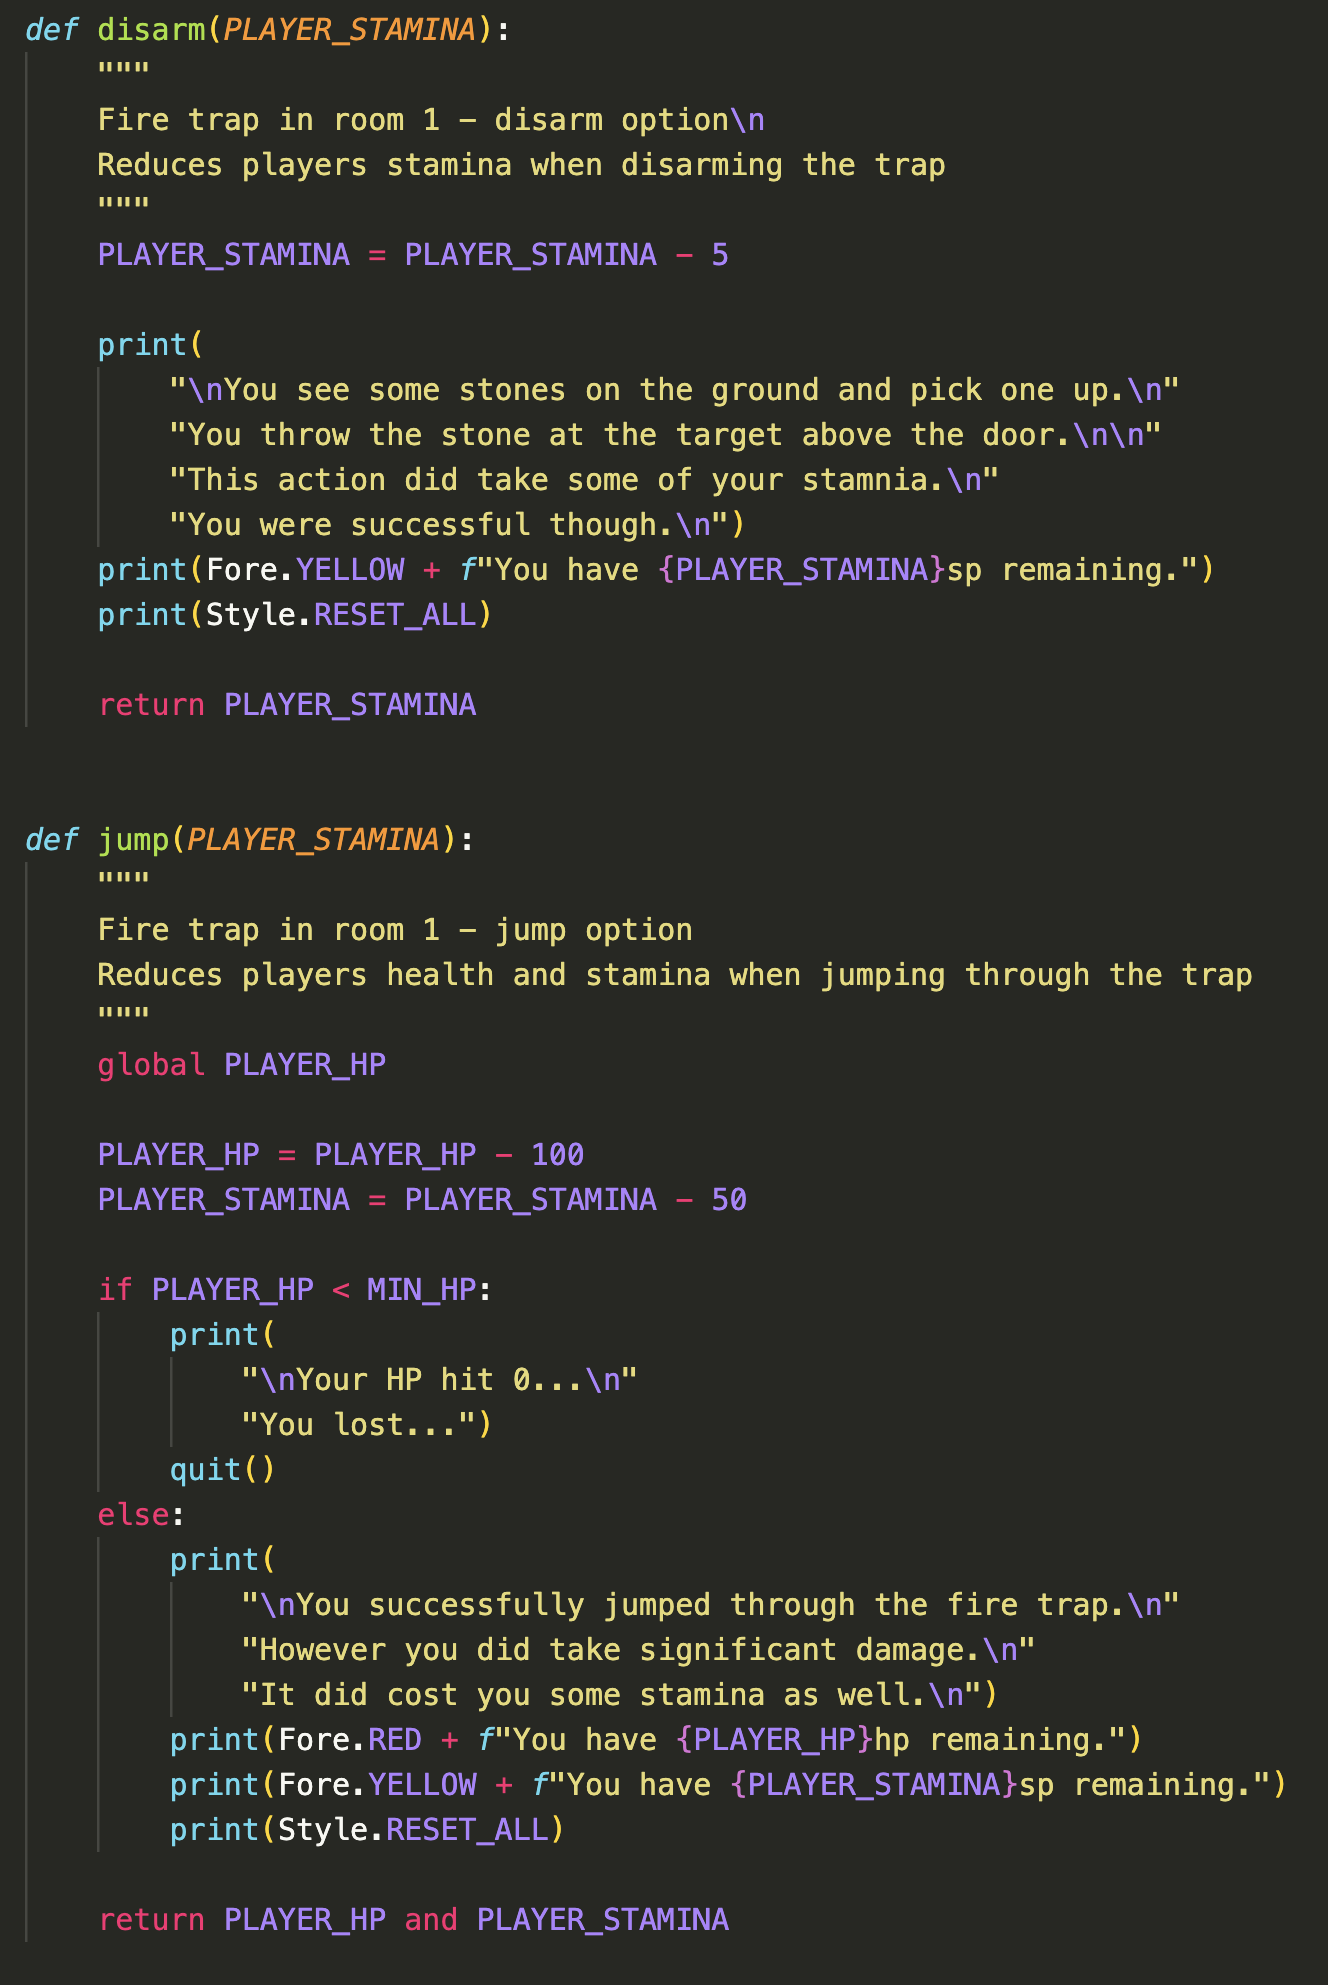 def disarm(PLAYER_STAMINA):
    """
    Fire trap in room 1 - disarm option\n
    Reduces players stamina when disarming the trap
    """
    PLAYER_STAMINA = PLAYER_STAMINA - 5

    print(
        "\nYou see some stones on the ground and pick one up.\n"
        "You throw the stone at the target above the door.\n\n"
        "This action did take some of your stamnia.\n"
        "You were successful though.\n")
    print(Fore.YELLOW + f"You have {PLAYER_STAMINA}sp remaining.")
    print(Style.RESET_ALL)

    return PLAYER_STAMINA


def jump(PLAYER_STAMINA):
    """
    Fire trap in room 1 - jump option
    Reduces players health and stamina when jumping through the trap
    """
    global PLAYER_HP

    PLAYER_HP = PLAYER_HP - 100
    PLAYER_STAMINA = PLAYER_STAMINA - 50

    if PLAYER_HP < MIN_HP:
        print(
            "\nYour HP hit 0...\n"
            "You lost...")
        quit()
    else:
        print(
            "\nYou successfully jumped through the fire trap.\n"
            "However you did take significant damage.\n"
            "It did cost you some stamina as well.\n")
        print(Fore.RED + f"You have {PLAYER_HP}hp remaining.")
        print(Fore.YELLOW + f"You have {PLAYER_STAMINA}sp remaining.")
        print(Style.RESET_ALL)

    return PLAYER_HP and PLAYER_STAMINA